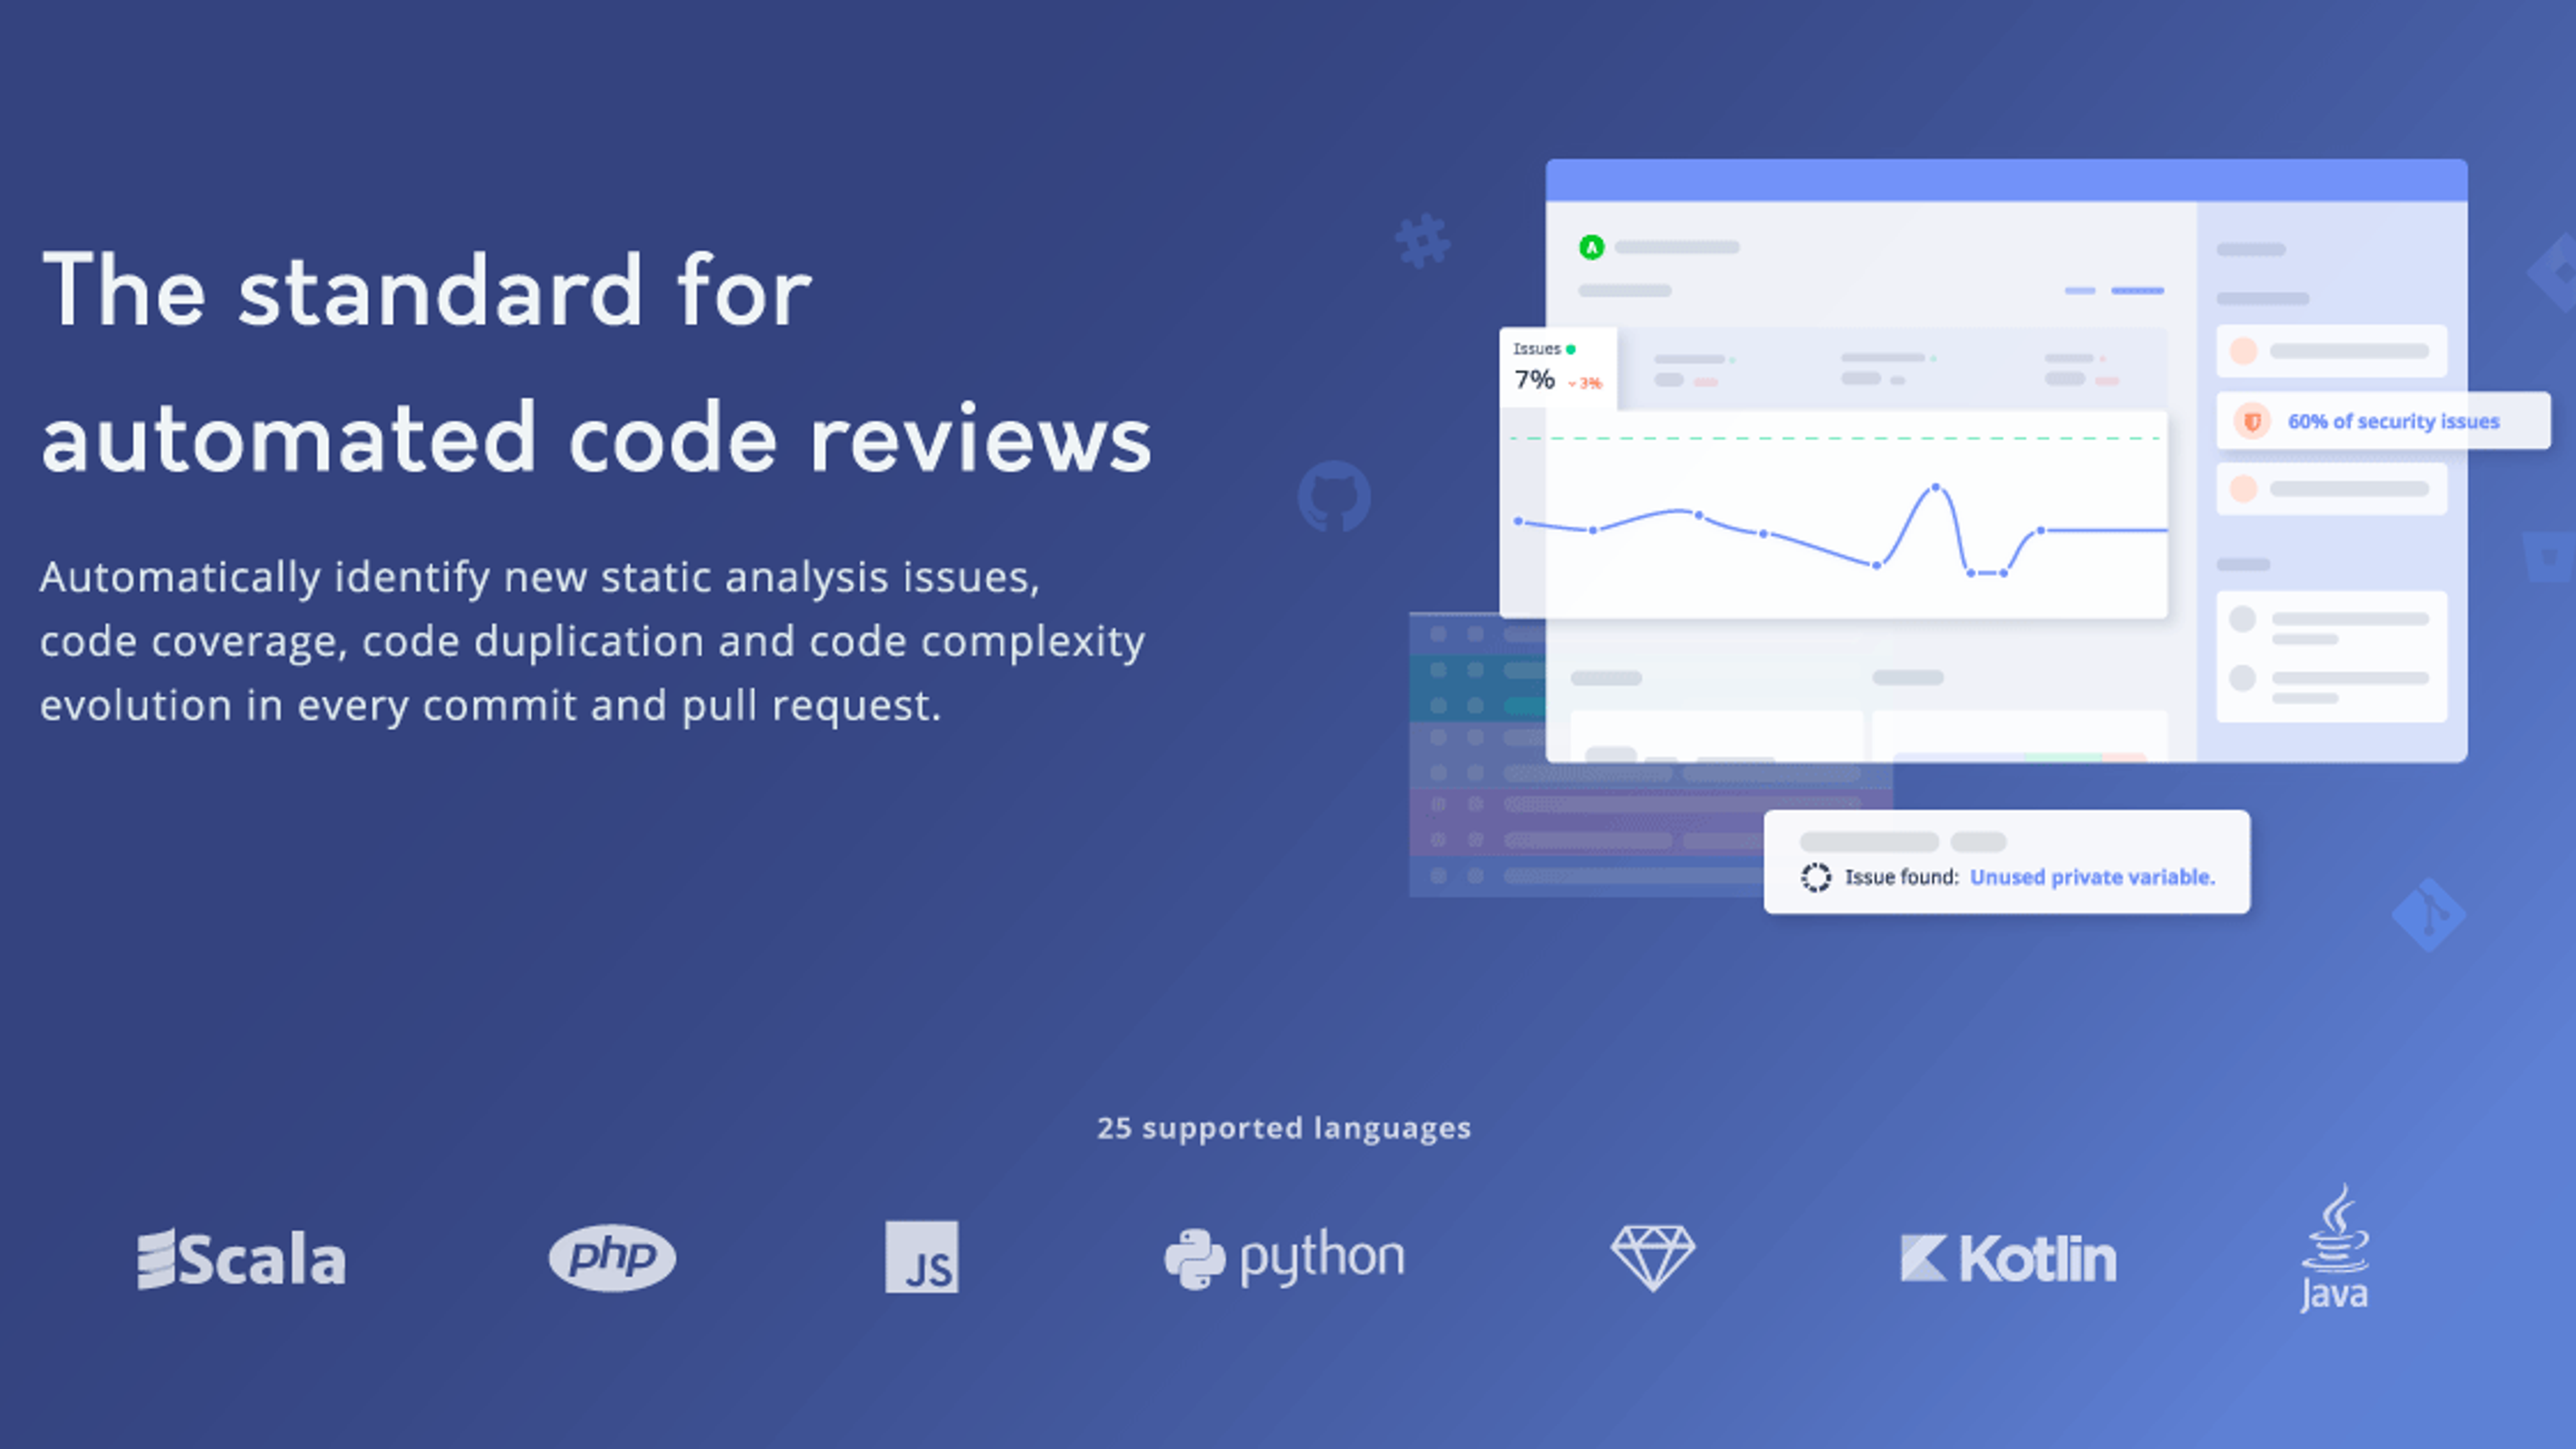 The standard for
automated code reviews
Automatically identify new static analysis issues,
code coverage, code duplication and code complexity
evolution in every commit and pull request.
Issues
7% 3%
60% of security issues
Issue found: Unused private variable.
25 supported languages
Scala
php
JS
python
Kotlin
Java